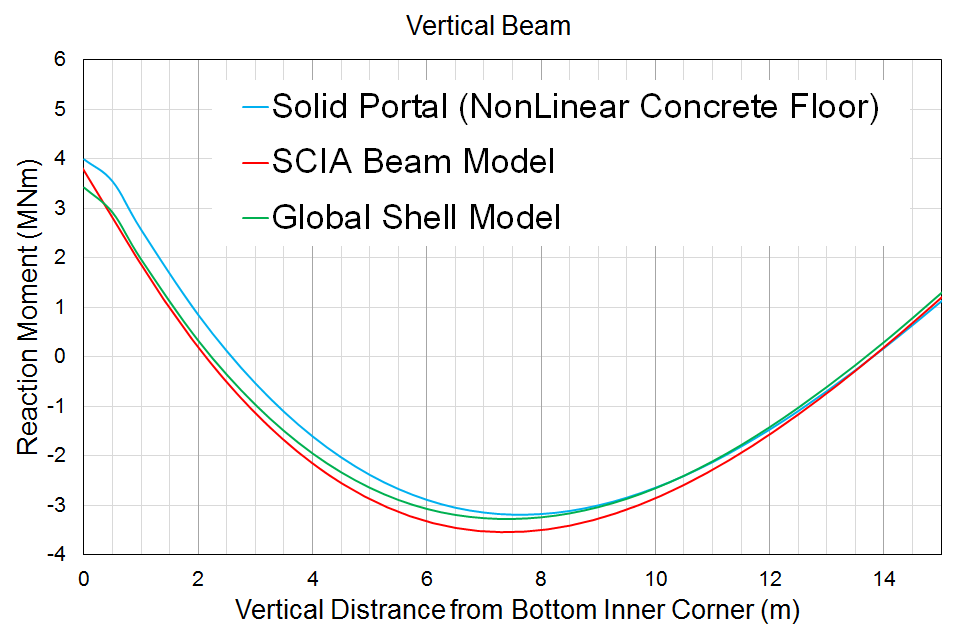 Vertical Beam
Solid Portal (NonLinear Concrete Floor)
SCIA Beam Model
Global Shell Model
Reaction Moment (MNm)
6
5
4
3
2
1
0
-1
-2
-3
-4
0 2 4 6 8 10 12 14
Vertical Distrance from Bottom Inner Corner (m)